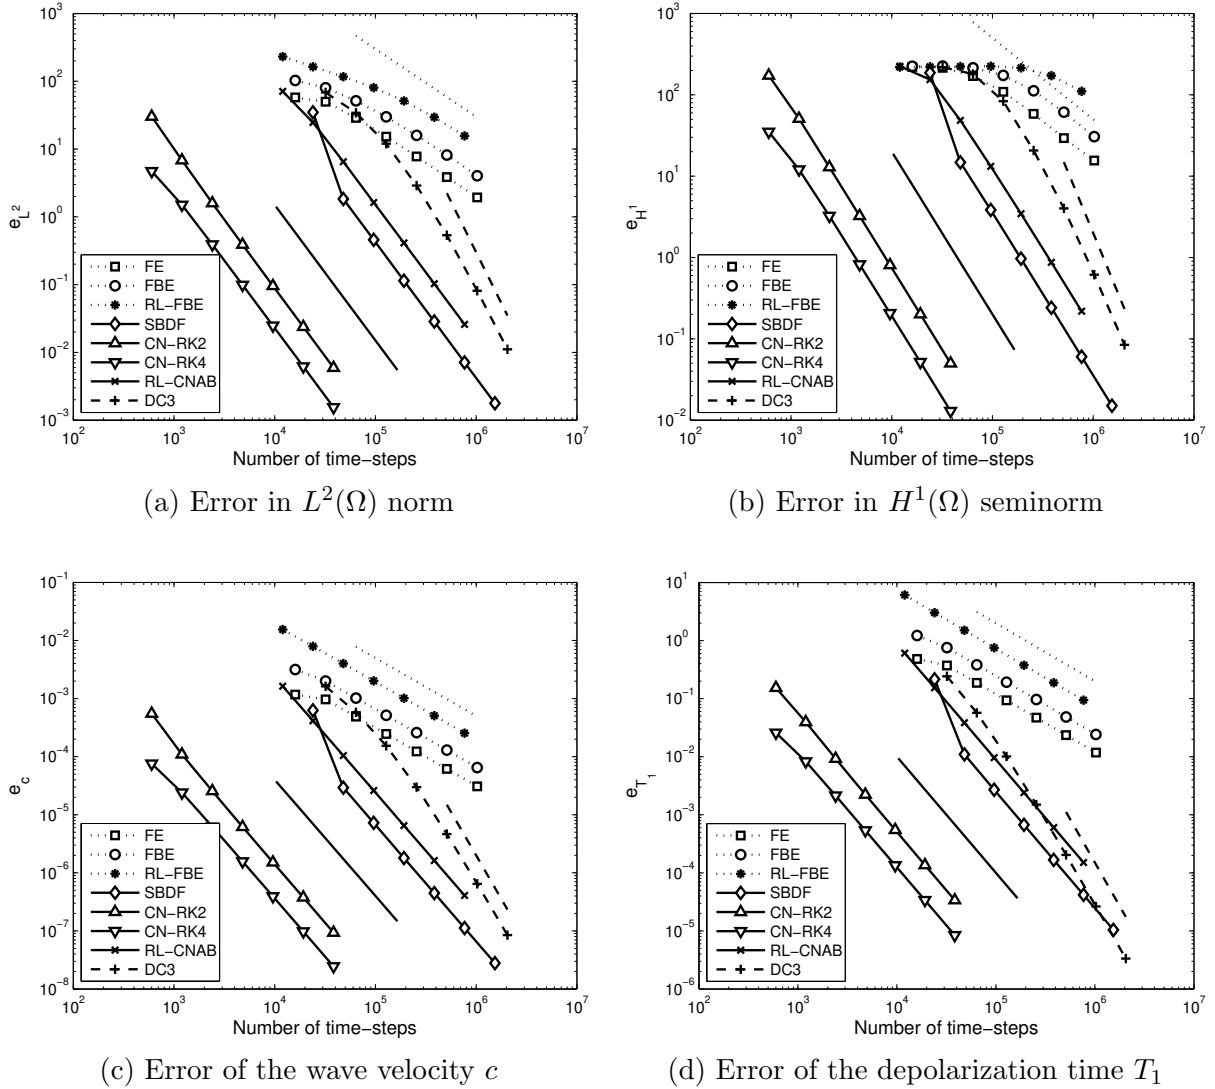 10^3
10^2
10^1
10^0
10^-1
10^-2
10^-3
e_L^2
FE
FBE
RL-FBE
SBDF
CN-RK2
CN-RK4
RL-CNAB
DC3
10^2 10^3 10^4 10^5 10^6 10^7
Number of time-steps
(a) Error in L^2(Ω) norm
10^3
10^2
10^1
10^0
10^-1
10^-2
e_H^1
FE
FBE
RL-FBE
SBDF
CN-RK2
CN-RK4
RL-CNAB
DC3
10^2 10^3 10^4 10^5 10^6 10^7
Number of time-steps
(b) Error in H^1(Ω) seminorm
10^-1
10^-2
10^-3
10^-4
10^-5
10^-6
10^-7
10^-8
e_c
FE
FBE
RL-FBE
SBDF
CN-RK2
CN-RK4
RL-CNAB
DC3
10^2 10^3 10^4 10^5 10^6 10^7
Number of time-steps
(c) Error of the wave velocity c
10^1
10^0
10^-1
10^-2
10^-3
10^-4
10^-5
10^-6
e_T_1
FE
FBE
RL-FBE
SBDF
CN-RK2
CN-RK4
RL-CNAB
DC3
10^2 10^3 10^4 10^5 10^6 10^7
Number of time-steps
(d) Error of the depolarization time T_1